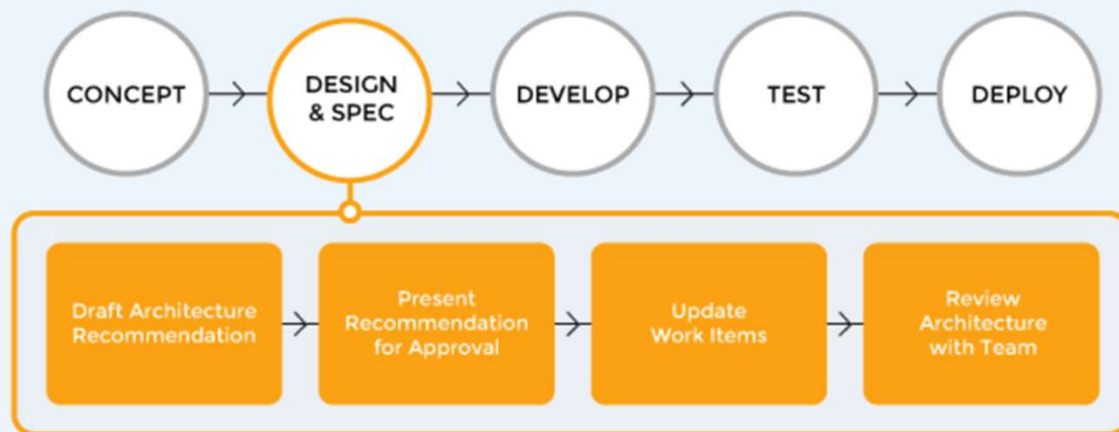 CONCEPT
DESIGN
& SPEC
DEVELOP
TEST
DEPLOY
Draft Architecture
Recommendation
Present
Recommendation
for Approval
Update
Work Items
Review
Architecture
with Team